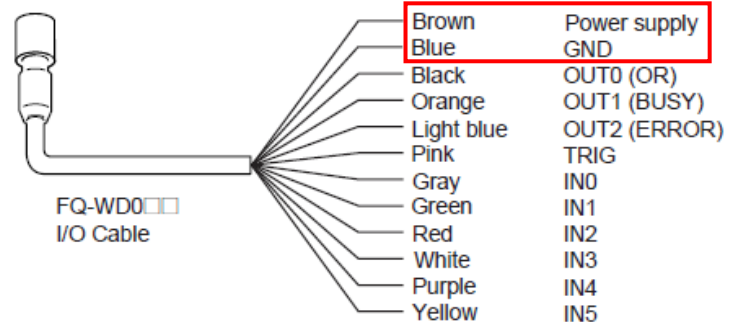 Brown Power supply
Blue GND
Black OUT0 (OR)
Orange OUT1 (BUSY)
Light blue OUT2 (ERROR)
Pink TRIG
Gray IN0
Green IN1
Red IN2
White IN3
Purple IN4
Yellow IN5
FQ-WD0□□
I/O Cable